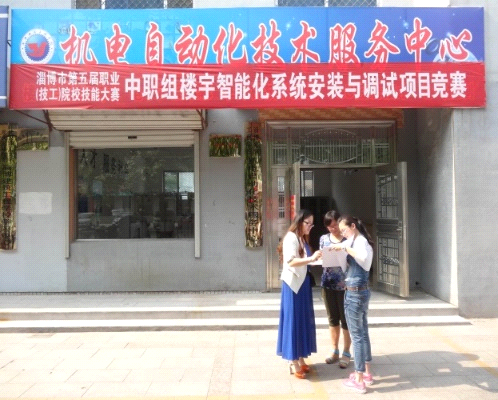 机电自动化技术服务中心
淄博市第五届职业
(技工)院校技能大赛
中职组楼宇智能化系统安装与调试项目竞赛